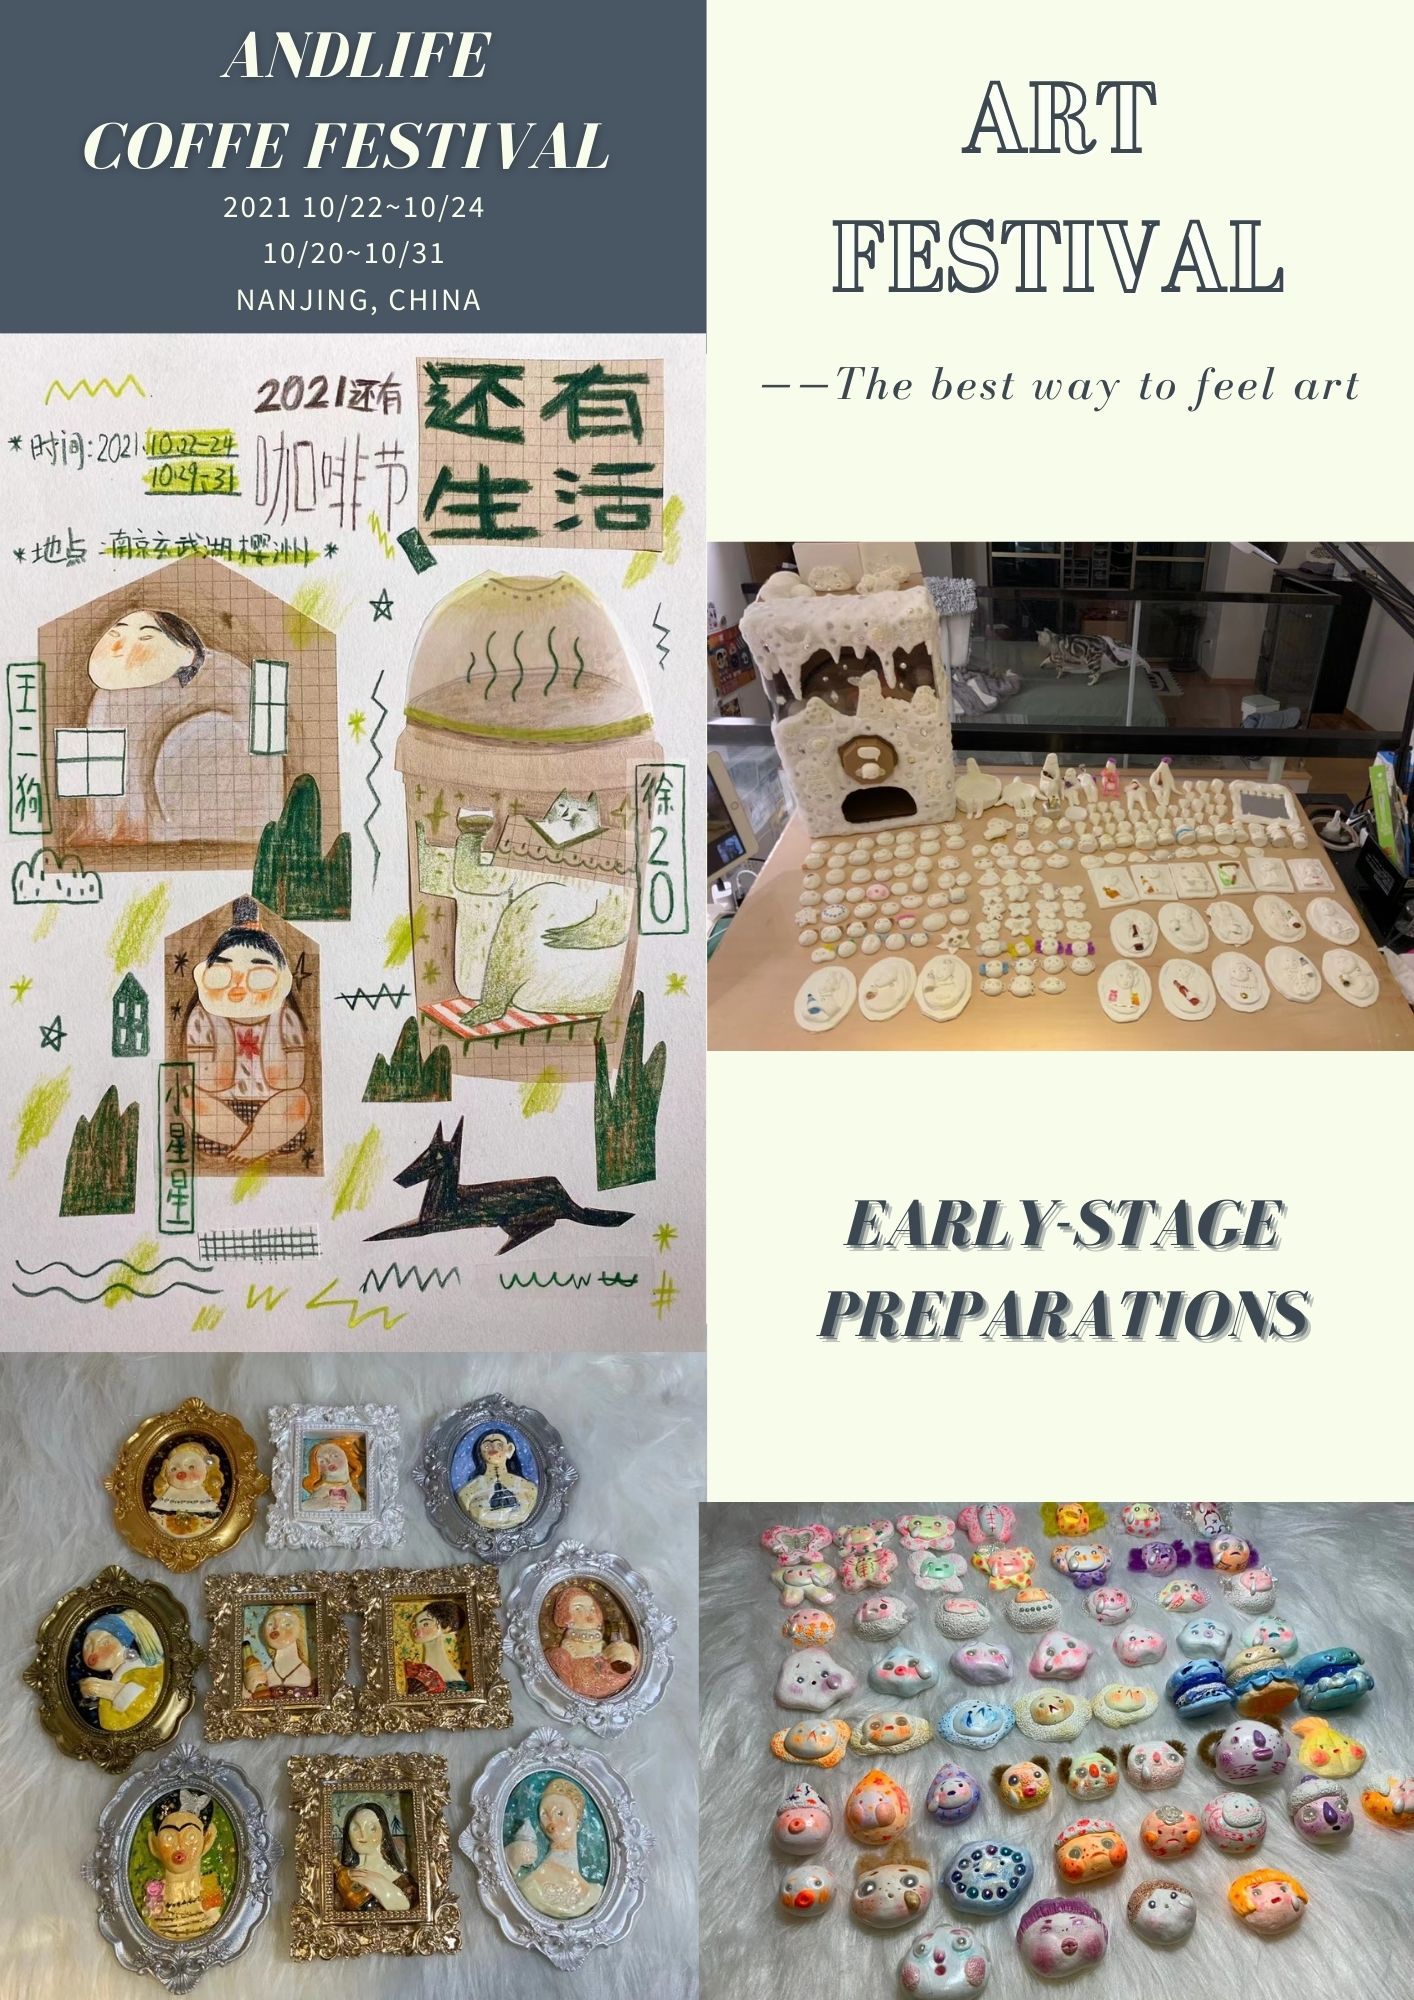 ANDLIFE
COFFE FESTIVAL
2021 10/22~10/24
10/20~10/31
NANJING, CHINA
ART
FESTIVAL
——The best way to feel art
2021还有
咖啡节
还有
生活
*时间:2021.10.22-24
10.29-31
*地点:南京玄武湖樱洲*
王二狗
徐20
小星星
EARLY-STAGE
PREPARATIONS